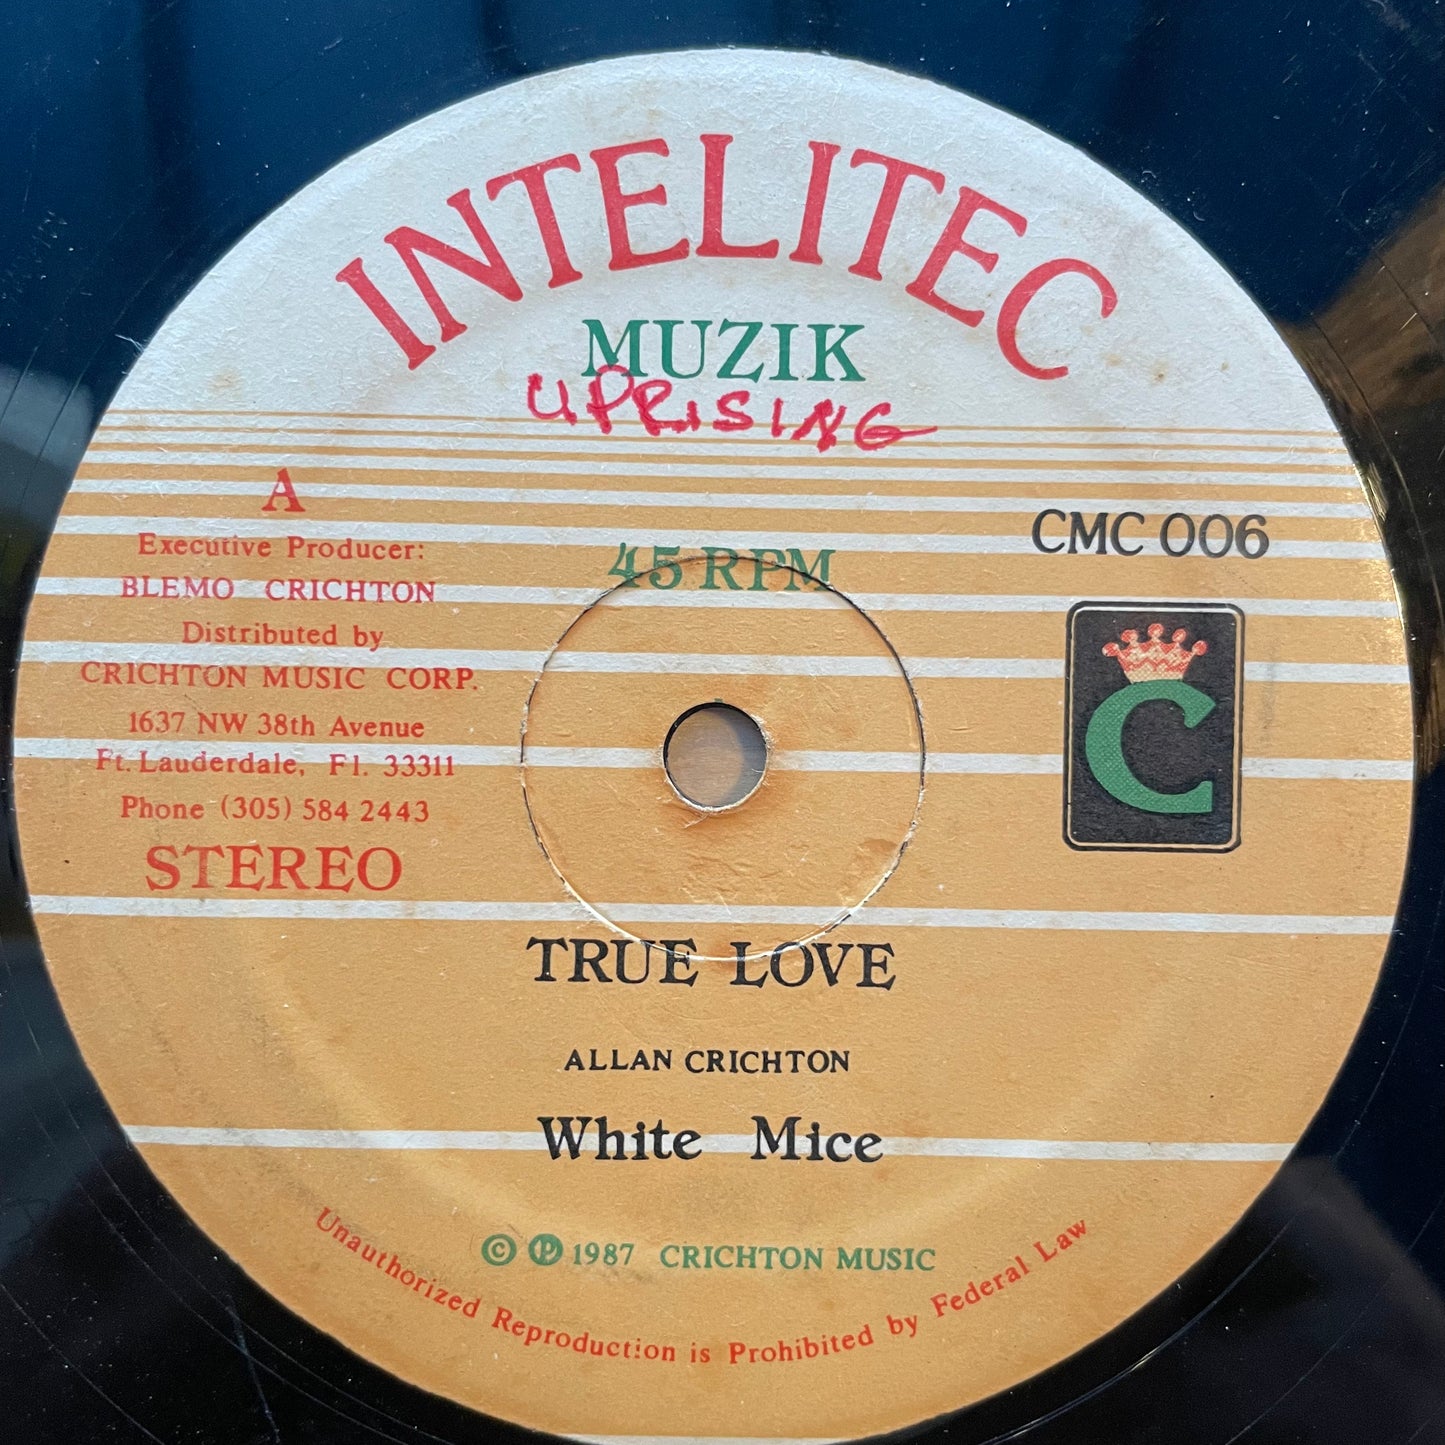 INTELITEC
MUZIK
UPRISING
A
Executive Producer:
BLEMO CRICHTON
Distributed by
CRICHTON MUSIC CORP.
1637 NW 38th Avenue
Ft. Lauderdale, Fl. 33311
Phone (305) 584 2443
STEREO
45 RPM
CMC 006
C
TRUE LOVE
ALLAN CRICHTON
White Mice
© ℗ 1987 CRICHTON MUSIC
Unauthorized Reproduction is Prohibited by Federal Law